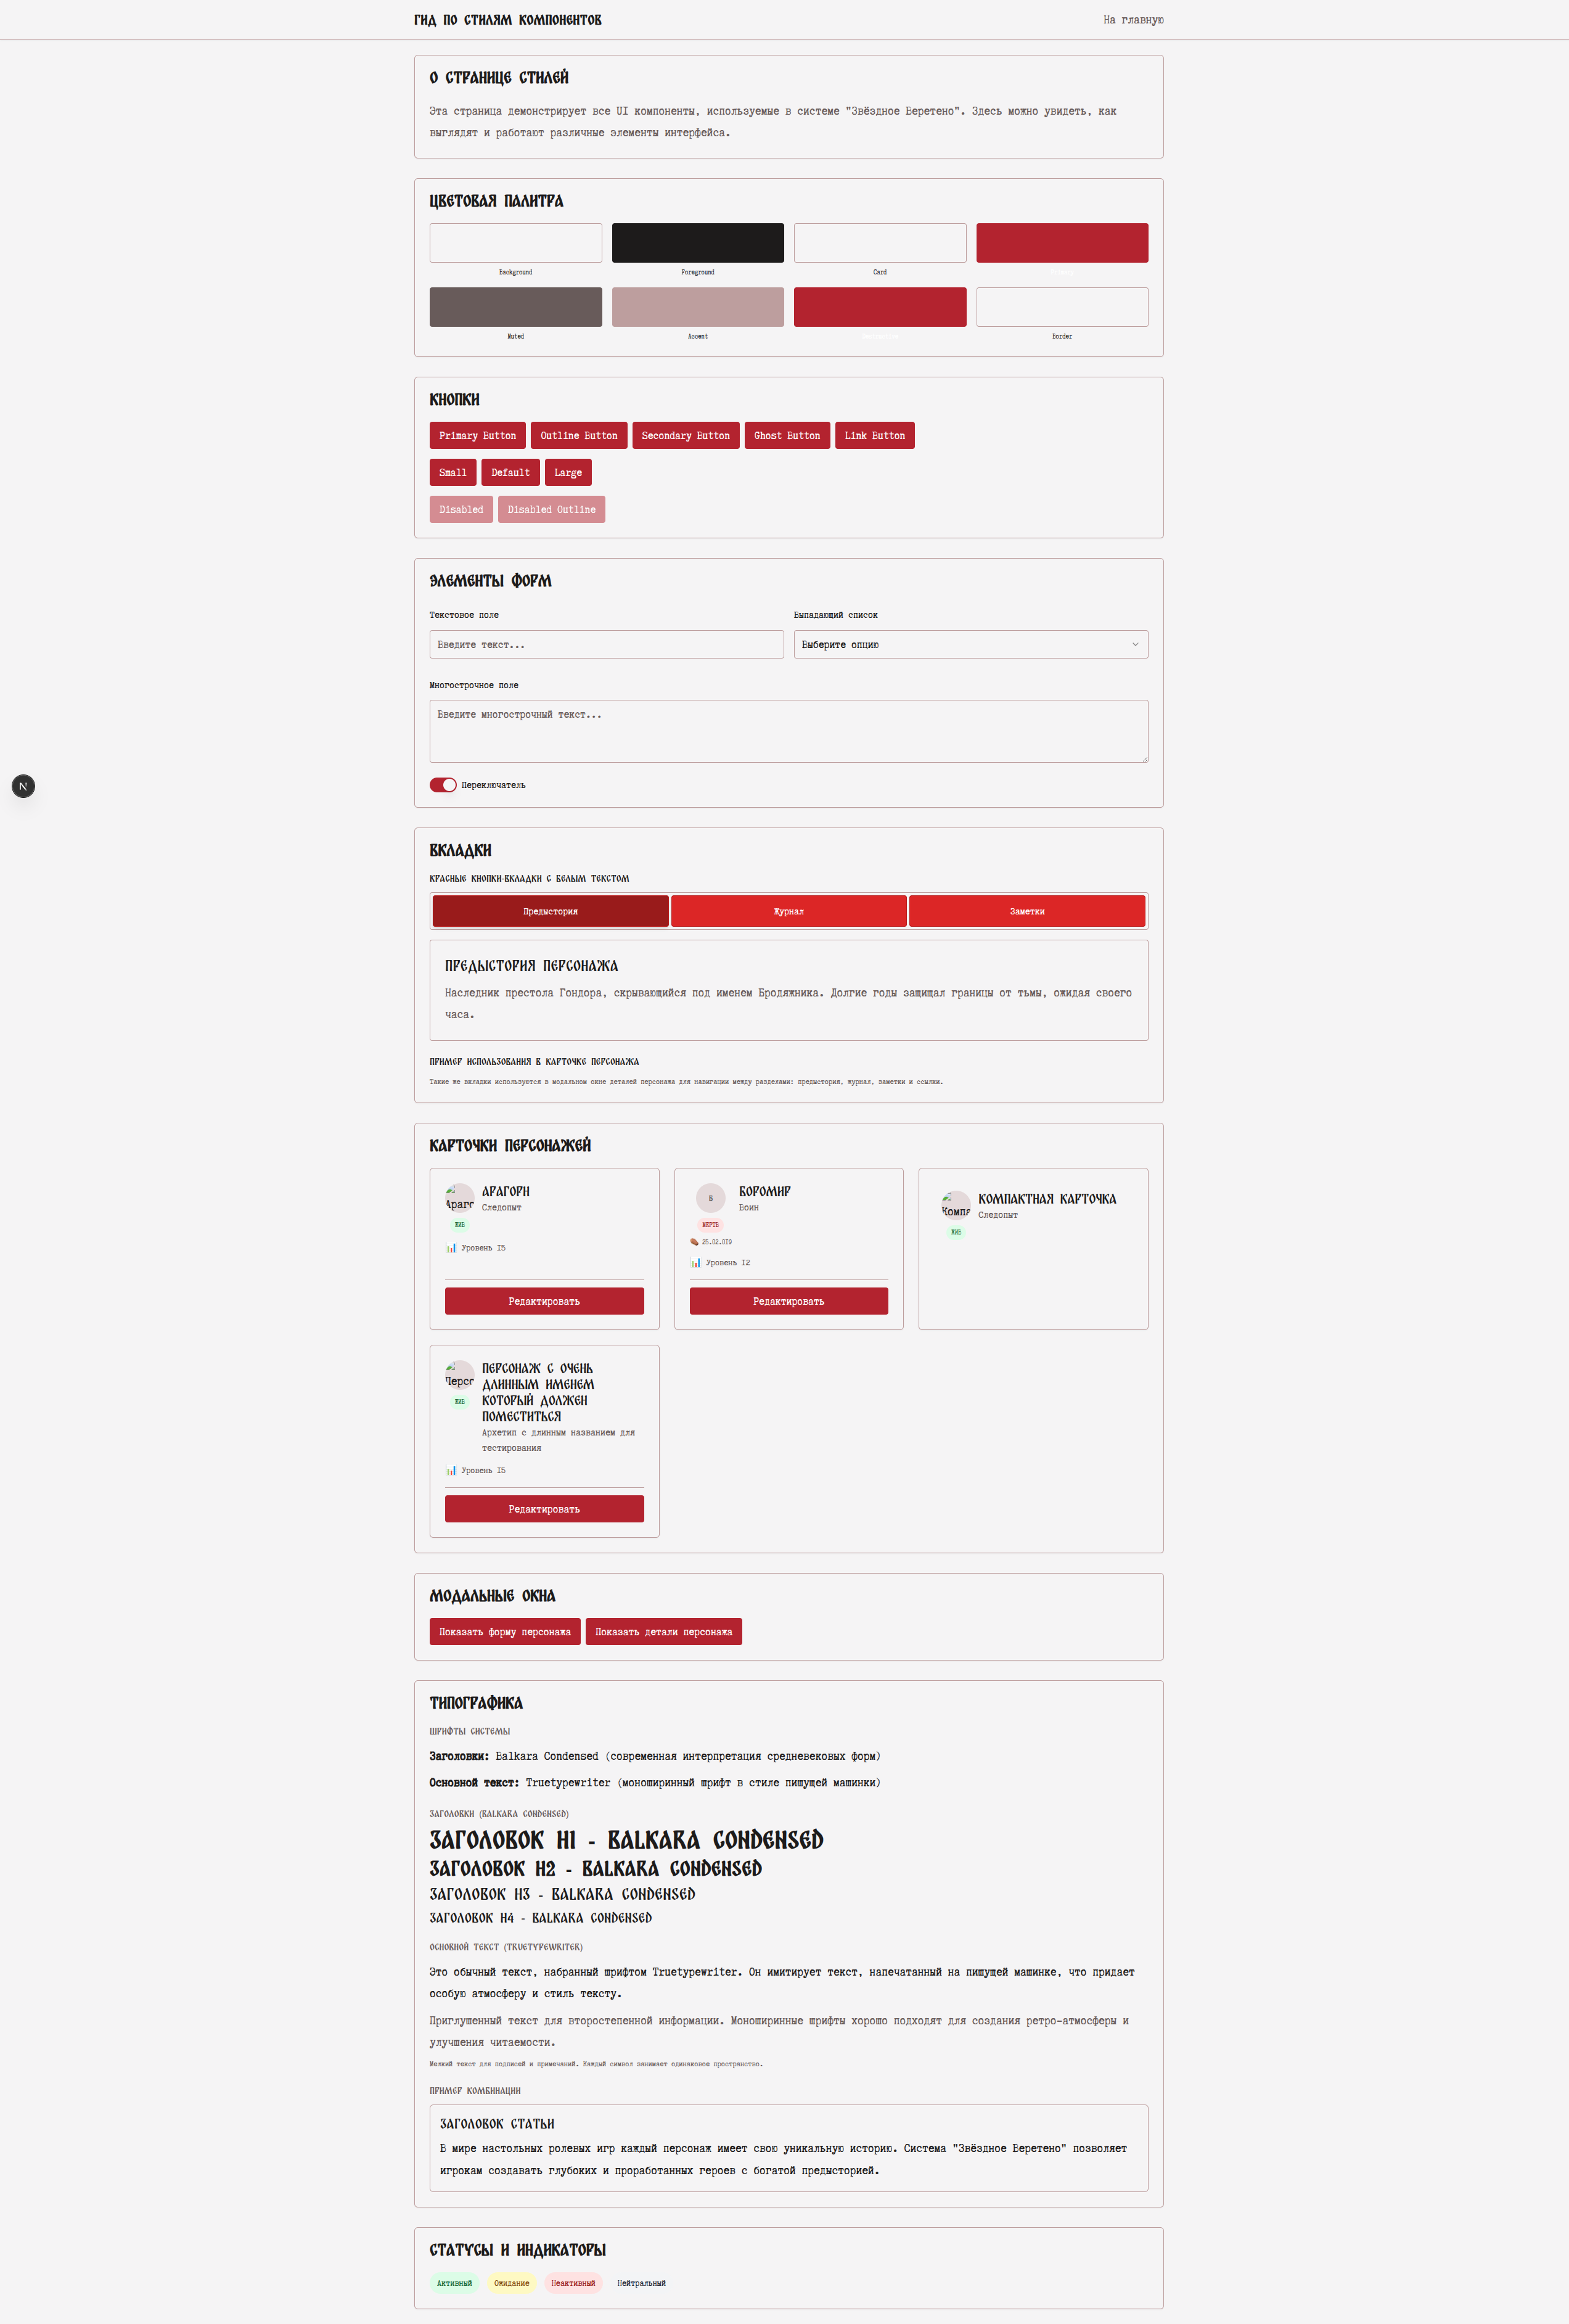 ГИД ПО СТИЛЯМ КОМПОНЕНТОВ
На главную
О СТРАНИЦЕ СТИЛЕЙ
Эта страница демонстрирует все UI компоненты, используемые в системе "Звёздное Веретено". Здесь можно увидеть, как
выглядят и работают различные элементы интерфейса.
ЦВЕТОВАЯ ПАЛИТРА
Background
Foreground
Card
Muted
Accent
Border
КНОПКИ
Primary Button
Outline Button
Secondary Button
Ghost Button
Link Button
Small
Default
Large
Disabled
Disabled Outline
ЭЛЕМЕНТЫ ФОРМ
Текстовое поле
Выпадающий список
Введите текст...
Выберите опцию
Многострочное поле
Введите многострочный текст...
N
Переключатель
ВКЛАДКИ
КРАСНЫЕ КНОПКИ-ВКЛАДКИ С БЕЛЫМ ТЕКСТОМ
Предыстория
Журнал
Заметки
ПРЕДЫСТОРИЯ ПЕРСОНАЖА
Наследник престола Гондора, скрывающийся под именем Бродяжника. Долгие годы защищал границы от тьмы, ожидая своего
часа.
ПРИМЕР ИСПОЛЬЗОВАНИЯ В КАРТОЧКЕ ПЕРСОНАЖА
Такие же вкладки используются в модальном окне деталей персонажа для навигации между разделами: предыстория, журнал, заметки и ссылки.
КАРТОЧКИ ПЕРСОНАЖЕЙ
Араго
АРАГОРН
Следопыт
ЖИВ
📊 Уровень 15
Редактировать
Б
БОРОМИР
Воин
МЕРТВ
⚰️ 25.02.019
📊 Уровень 12
Редактировать
Компа
КОМПАКТНАЯ КАРТОЧКА
Следопыт
ЖИВ
Персо
ПЕРСОНАЖ С ОЧЕНЬ
ДЛИННЫМ ИМЕНЕМ
КОТОРЫЙ ДОЛЖЕН
ПОМЕСТИТЬСЯ
ЖИВ
Архетип с длинным названием для
тестирования
📊 Уровень 15
Редактировать
МОДАЛЬНЫЕ ОКНА
Показать форму персонажа
Показать детали персонажа
ТИПОГРАФИКА
ШРИФТЫ СИСТЕМЫ
Заголовки: Balkara Condensed (современная интерпретация средневековых форм)
Основной текст: Truetypewriter (моноширинный шрифт в стиле пишущей машинки)
ЗАГОЛОВКИ (BALKARA CONDENSED)
ЗАГОЛОВОК H1 - BALKARA CONDENSED
ЗАГОЛОВОК H2 - BALKARA CONDENSED
ЗАГОЛОВОК H3 - BALKARA CONDENSED
ЗАГОЛОВОК H4 - BALKARA CONDENSED
ОСНОВНОЙ ТЕКСТ (TRUETYPEWRITER)
Это обычный текст, набранный шрифтом Truetypewriter. Он имитирует текст, напечатанный на пишущей машинке, что придает
особую атмосферу и стиль тексту.
Приглушенный текст для второстепенной информации. Моноширинные шрифты хорошо подходят для создания ретро-атмосферы и
улучшения читаемости.
Мелкий текст для подписей и примечаний. Каждый символ занимает одинаковое пространство.
ПРИМЕР КОМБИНАЦИИ
ЗАГОЛОВОК СТАТЬИ
В мире настольных ролевых игр каждый персонаж имеет свою уникальную историю. Система "Звёздное Веретено" позволяет
игрокам создавать глубоких и проработанных героев с богатой предысторией.
СТАТУСЫ И ИНДИКАТОРЫ
Активный
Ожидание
Неактивный
Нейтральный